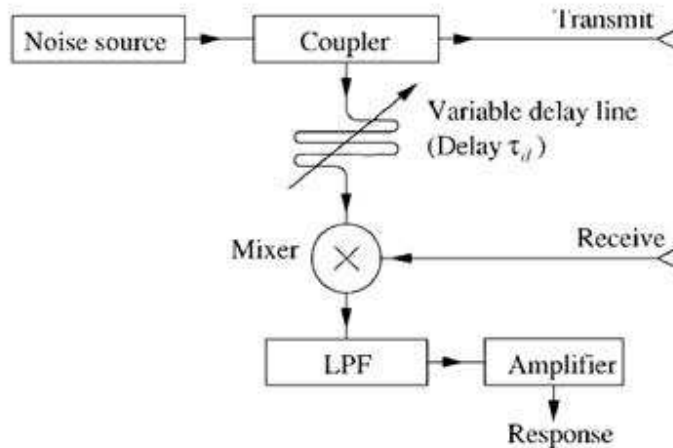 Transmit
Noise source
Coupler
Variable delay line
(Delay τd)
Mixer
Receive
LPF
Amplifier
Response